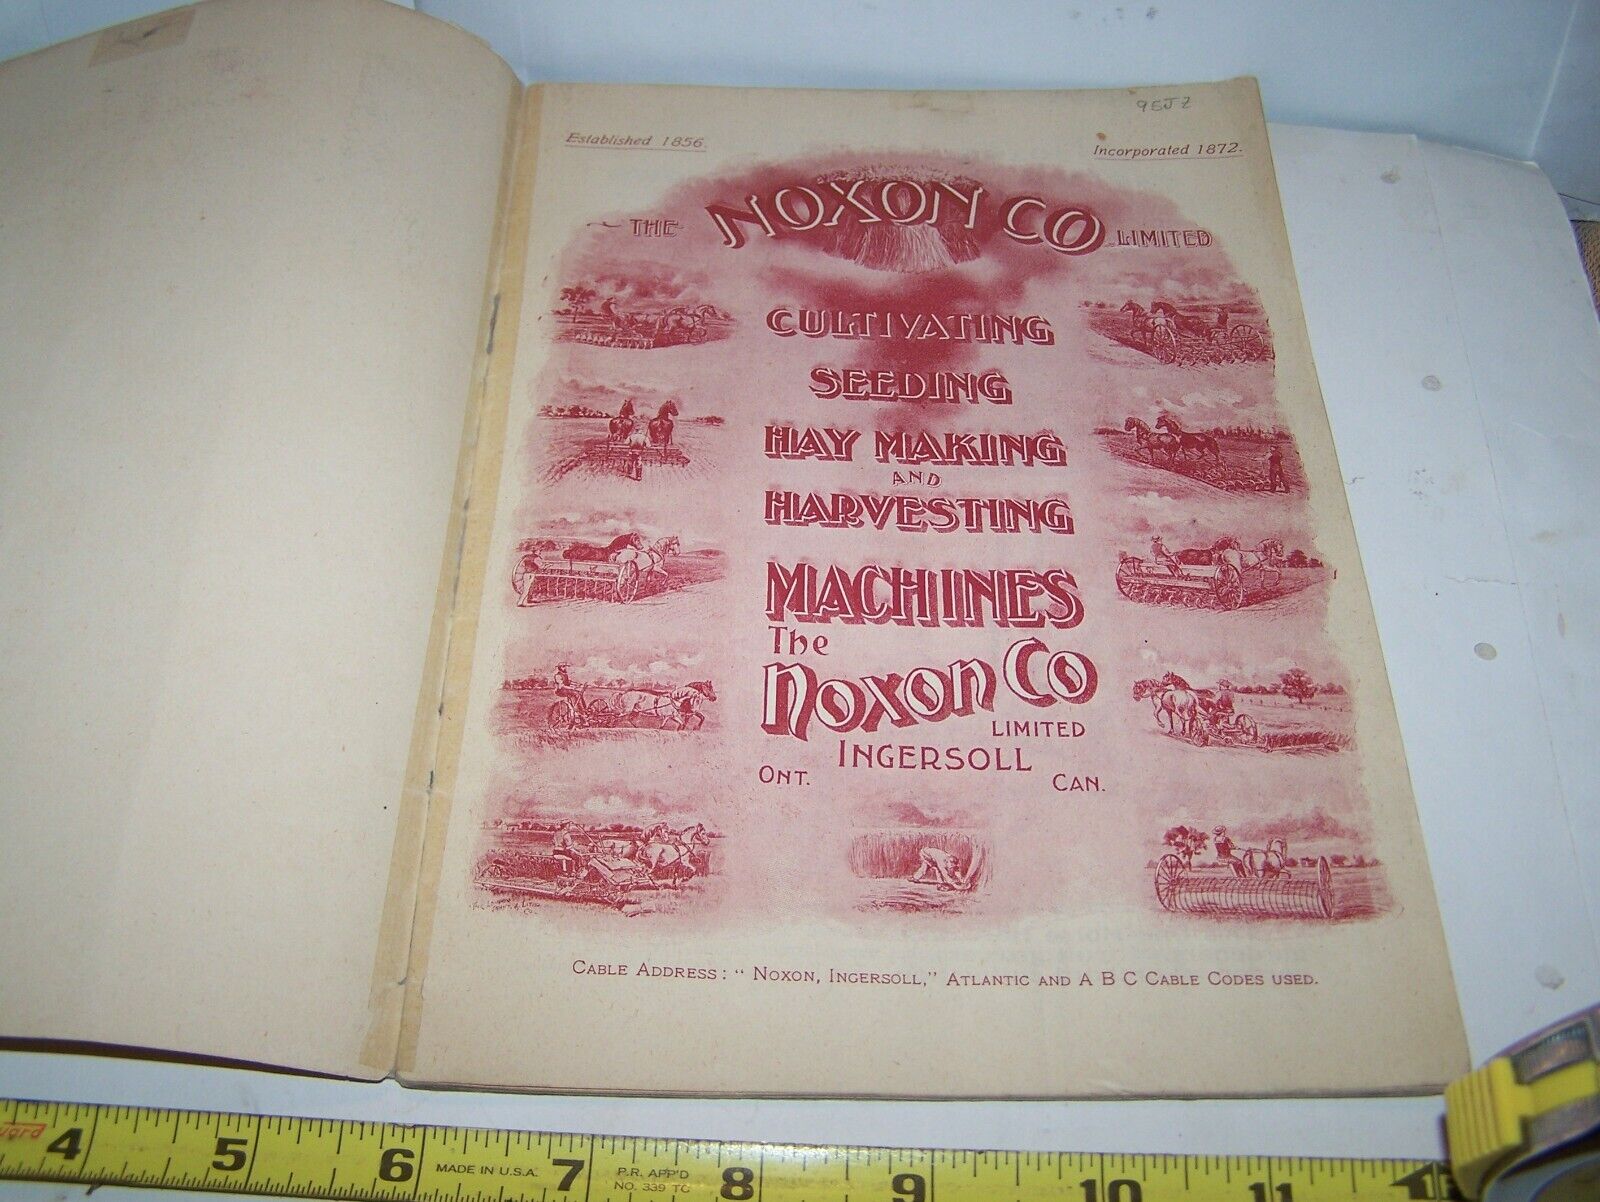 95JZ
Established 1856.
Incorporated 1872.
THE NOXON CO LIMITED
CULTIVATING
SEEDING
HAY MAKING
AND
HARVESTING
MACHINES
The
Noxon Co
LIMITED
INGERSOLL
ONT. CAN.
CABLE ADDRESS: " NOXON, INGERSOLL," ATLANTIC AND A B C CABLE CODES USED.
4 5 6 MADE IN U.S.A. 7 P.R. APP'D 8 9 10 11
NO. 339 TC